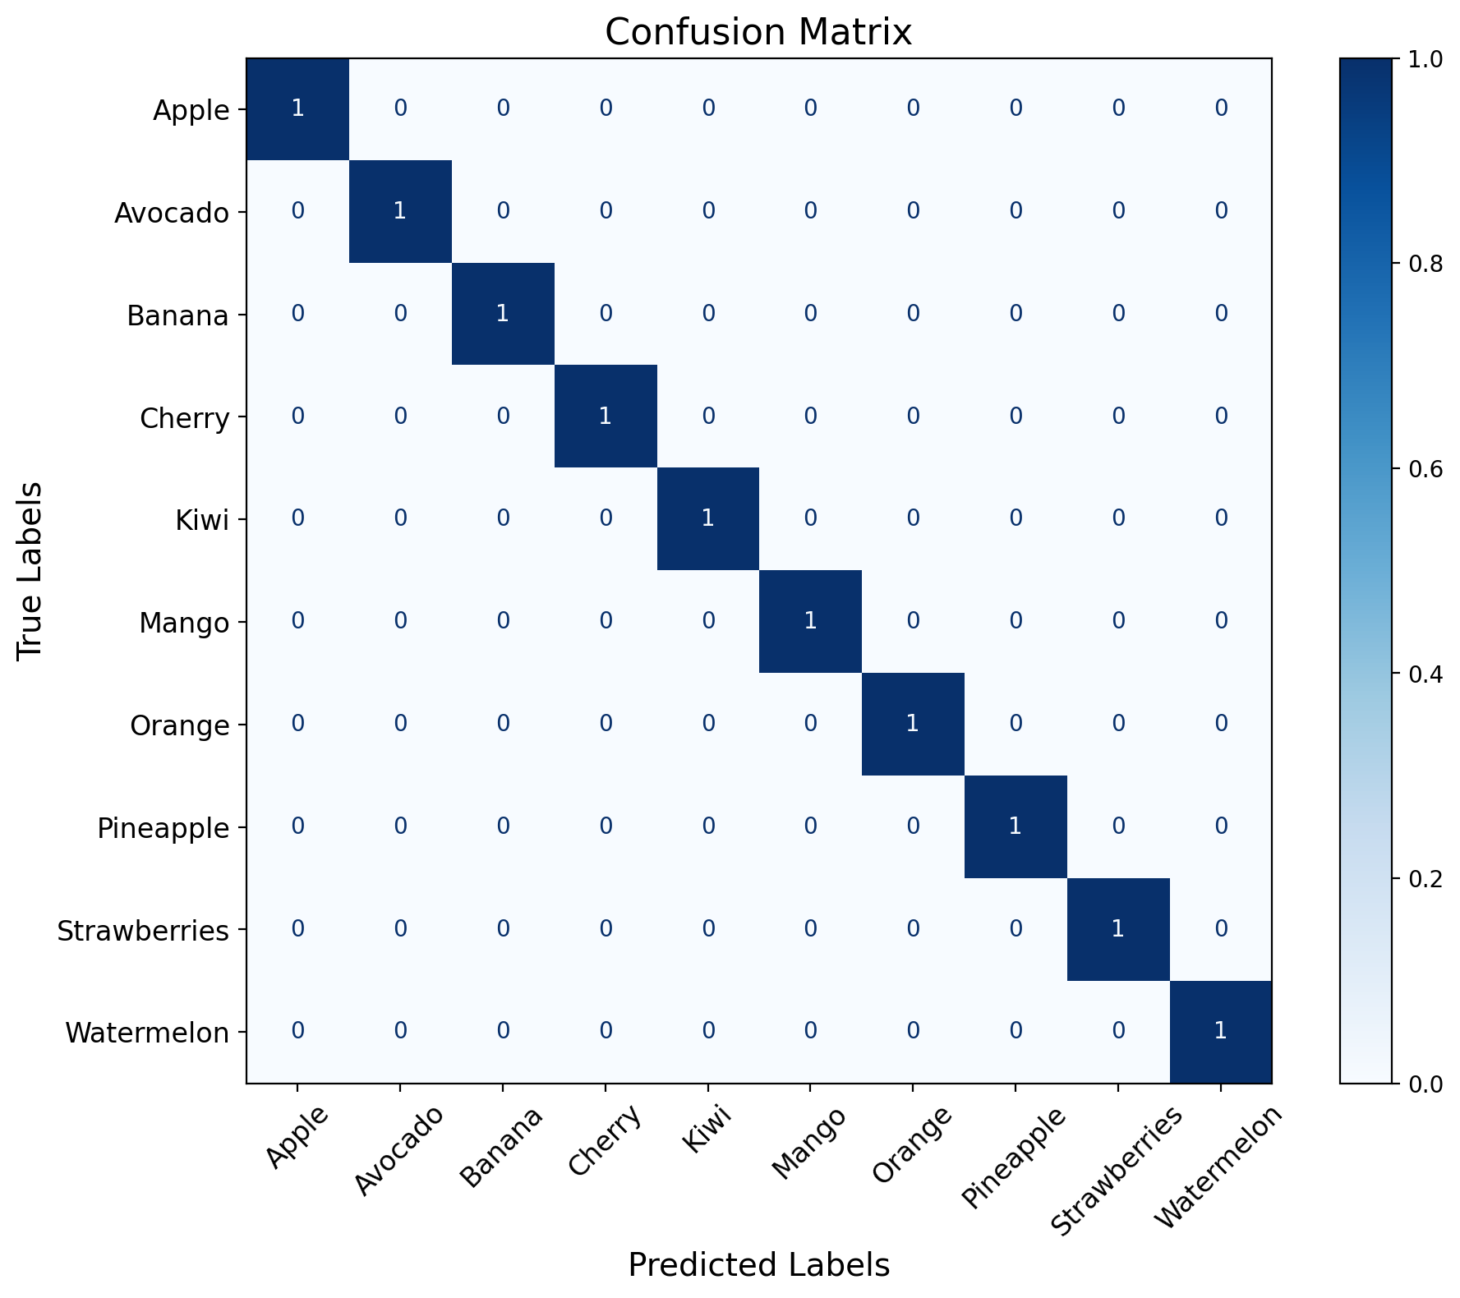 Confusion Matrix
Apple 1 0 0 0 0 0 0 0 0 0
Avocado 0 1 0 0 0 0 0 0 0 0
Banana 0 0 1 0 0 0 0 0 0 0
Cherry 0 0 0 1 0 0 0 0 0 0
Kiwi 0 0 0 0 1 0 0 0 0 0
Mango 0 0 0 0 0 1 0 0 0 0
Orange 0 0 0 0 0 0 1 0 0 0
Pineapple 0 0 0 0 0 0 0 1 0 0
Strawberries 0 0 0 0 0 0 0 0 1 0
Watermelon 0 0 0 0 0 0 0 0 0 1
True Labels
Apple Avocado Banana Cherry Kiwi Mango Orange Pineapple Strawberries Watermelon
Predicted Labels
1.0
0.8
0.6
0.4
0.2
0.0